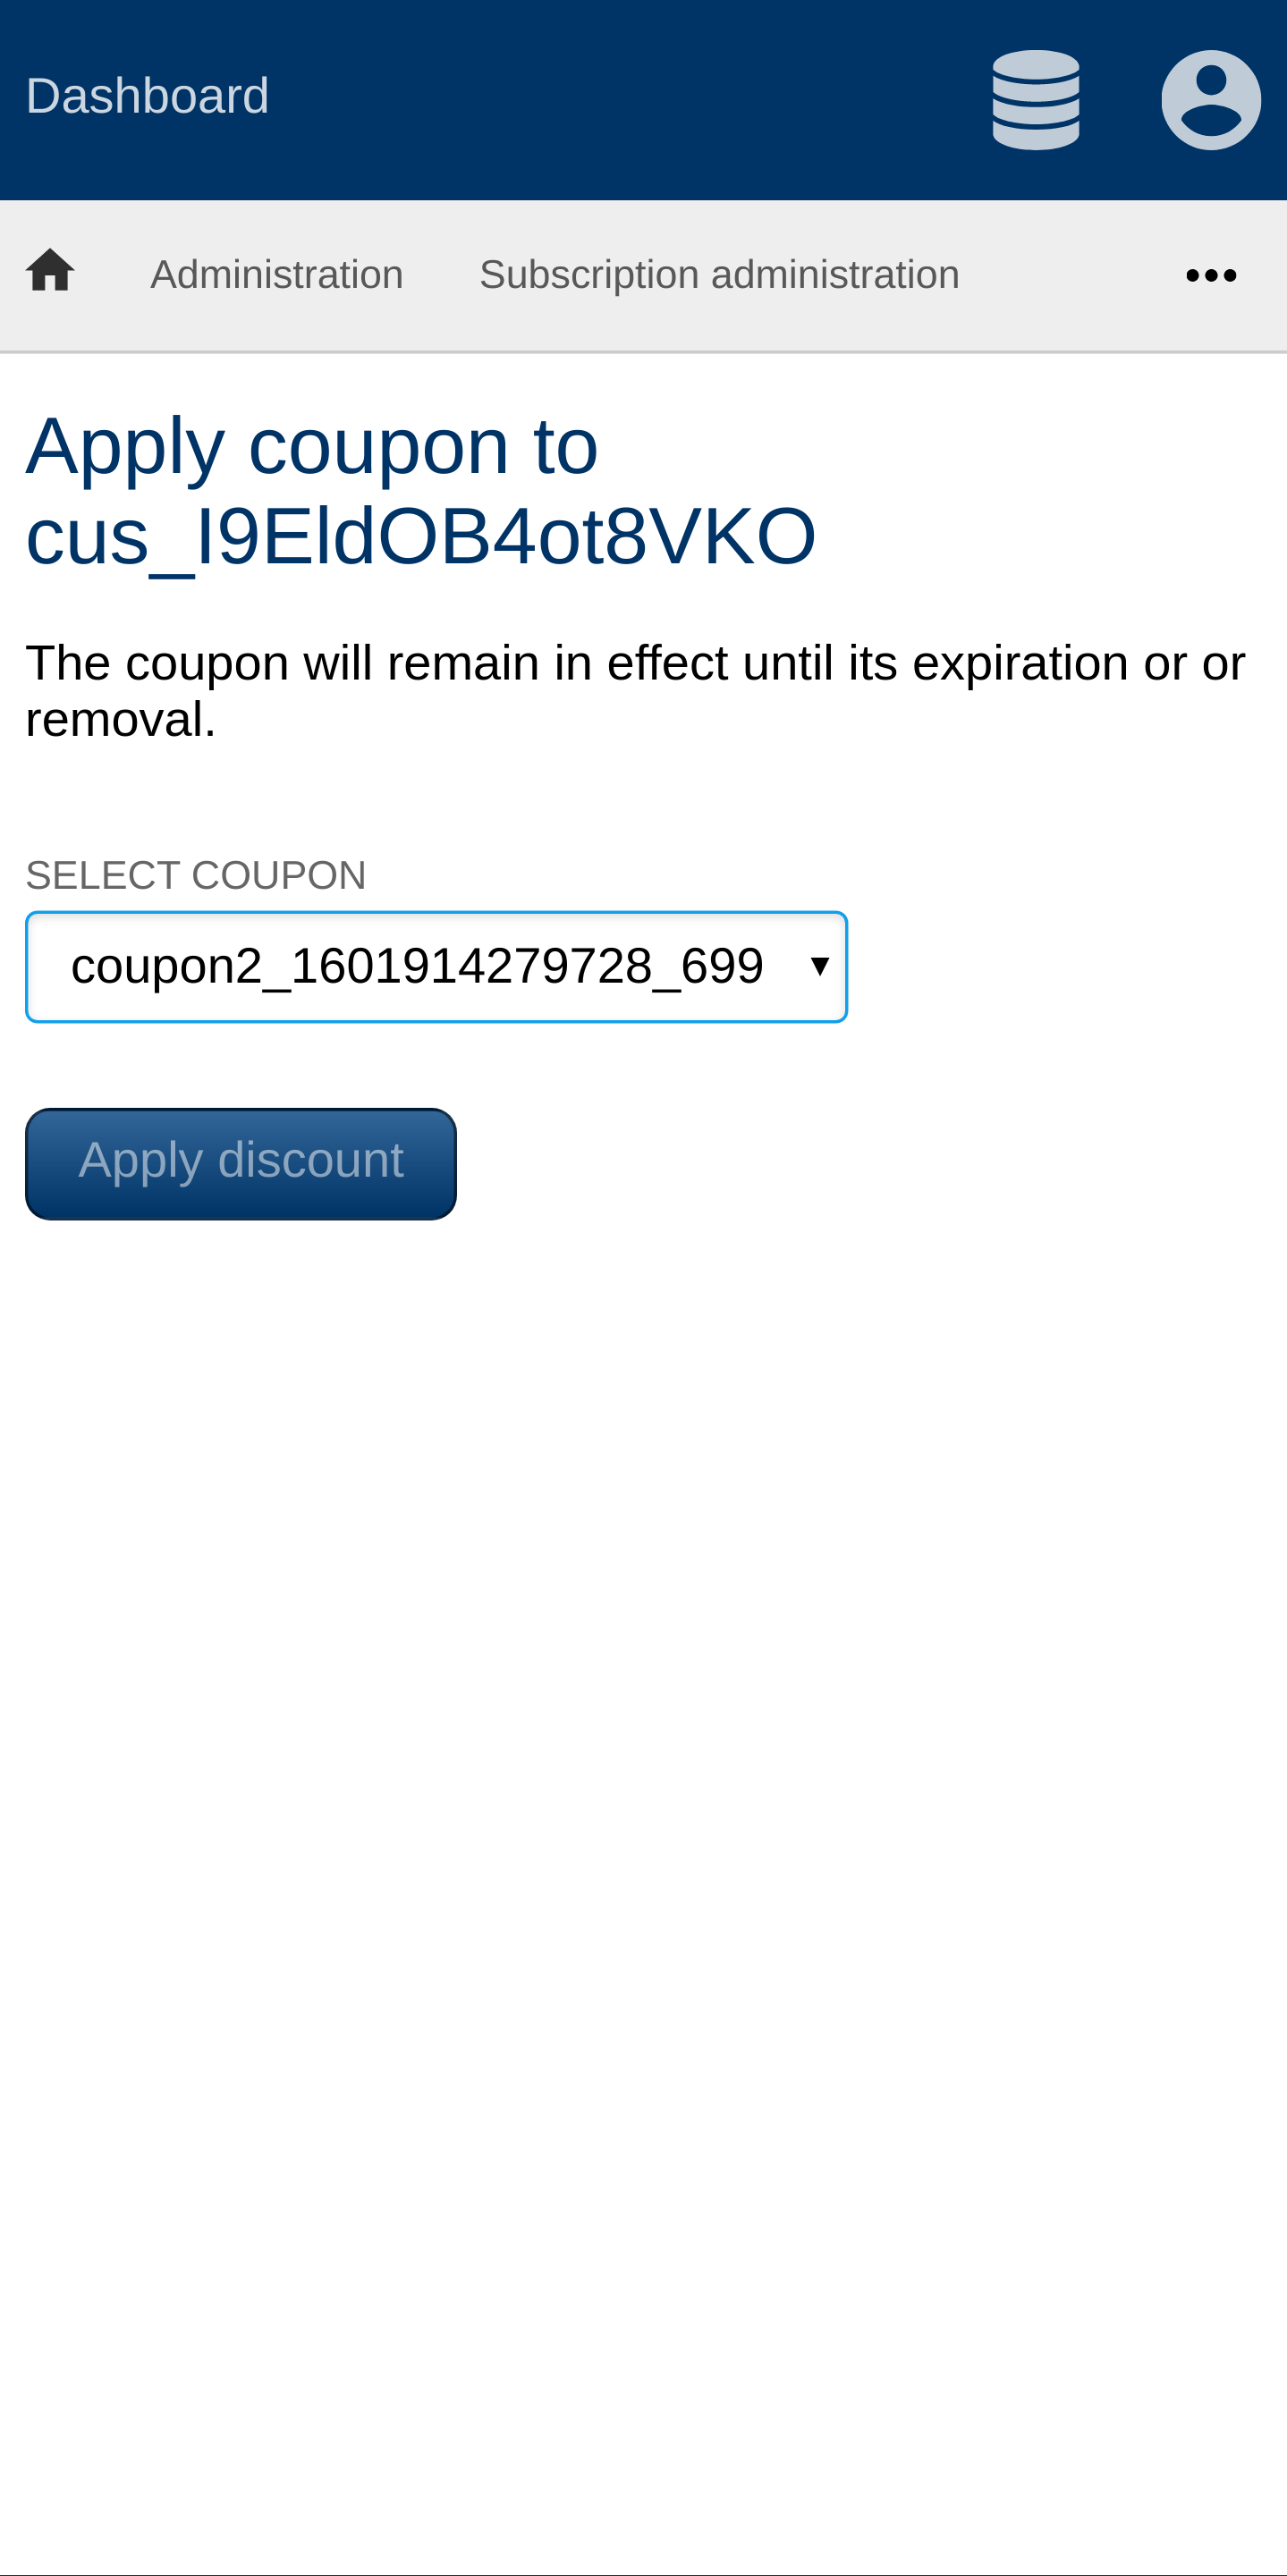 Dashboard
Administration Subscription administration
Apply coupon to
cus_I9EldOB4ot8VKO
The coupon will remain in effect until its expiration or or
removal.
SELECT COUPON
coupon2_1601914279728_699
Apply discount